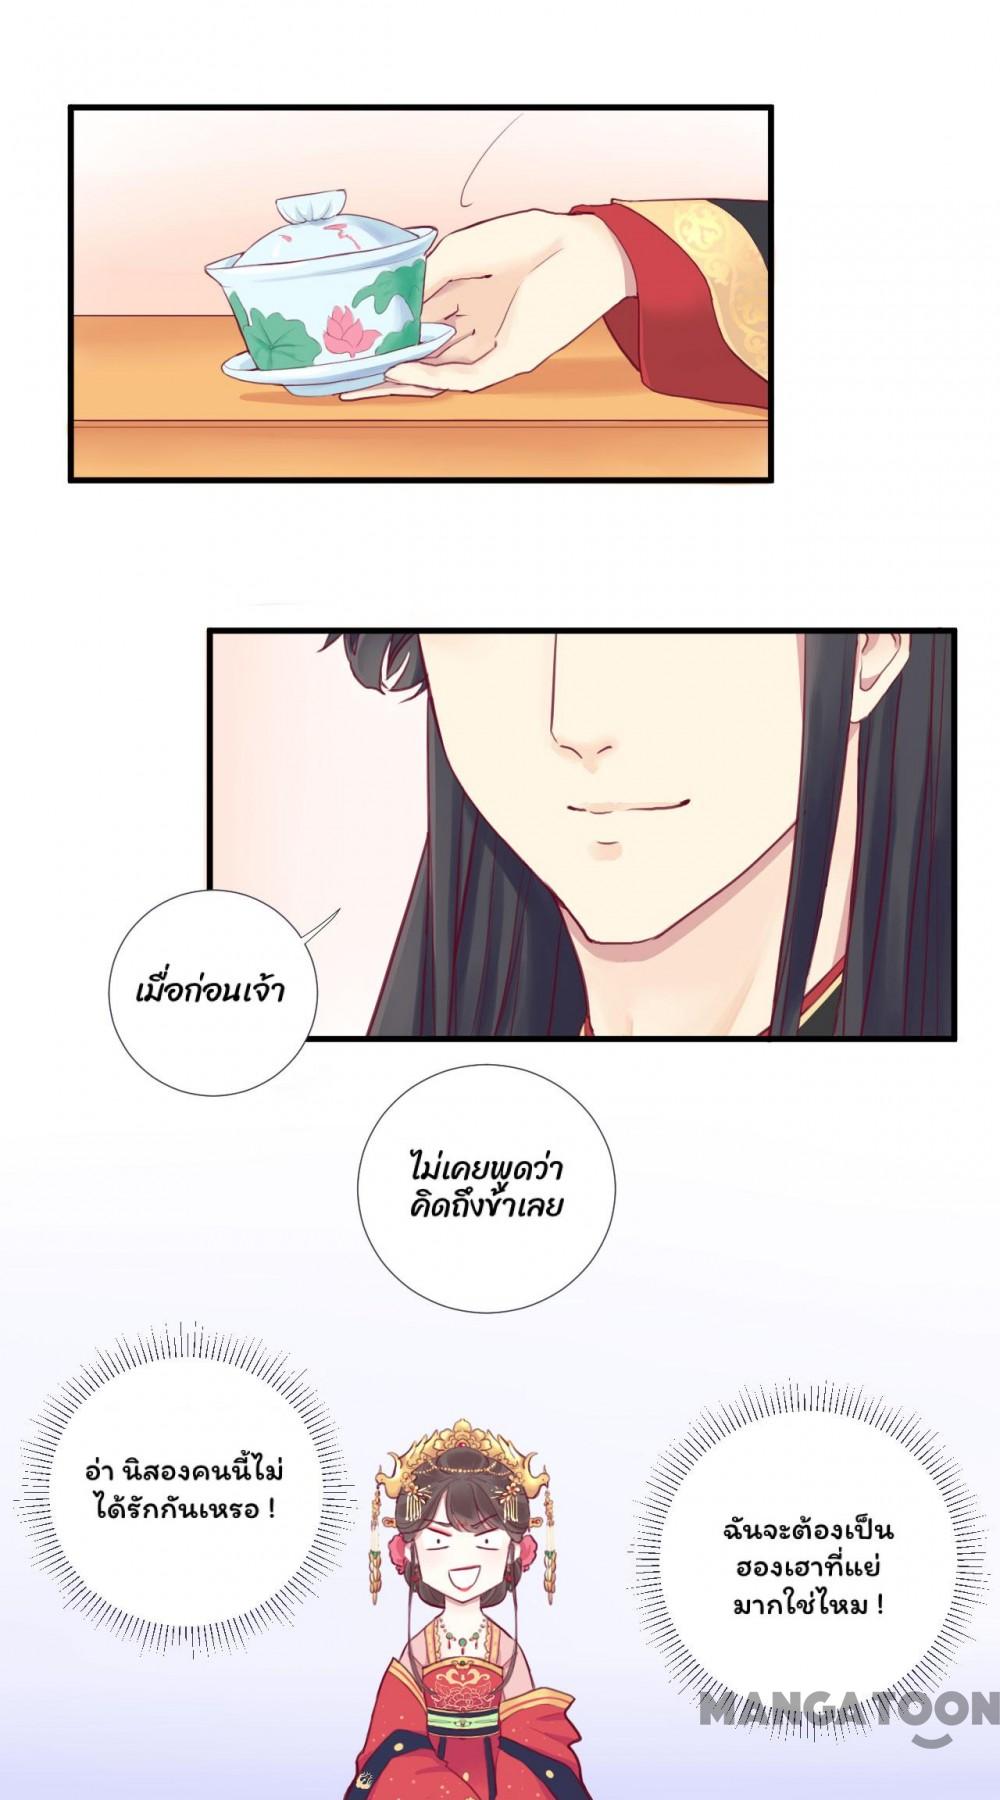 เมื่อก่อนเจ้า
ไม่เคยพูดว่า
คิดถึงข้าเลย
อ่า นิสองคนนี้ไม่
ได้รักกันเหรอ !
ฉันจะต้องเป็น
ฮองเฮาที่แย่
มากใช่ไหม !
MANGATOON